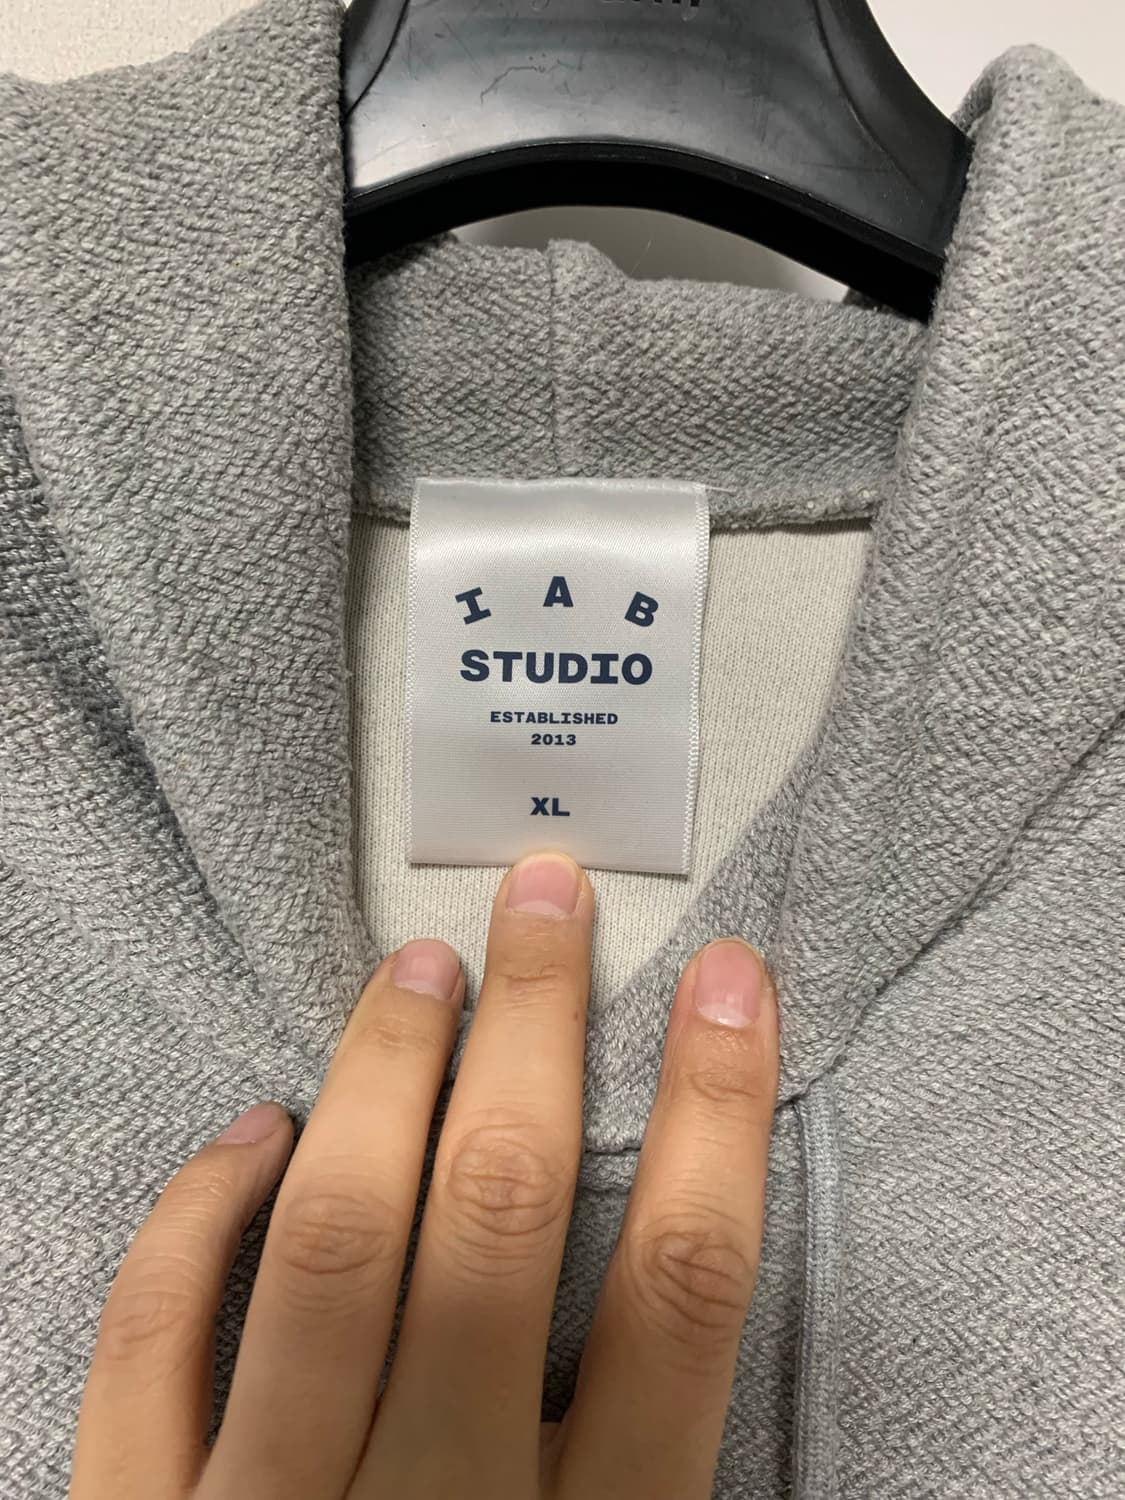 I A B
STUDIO
ESTABLISHED
2013
XL